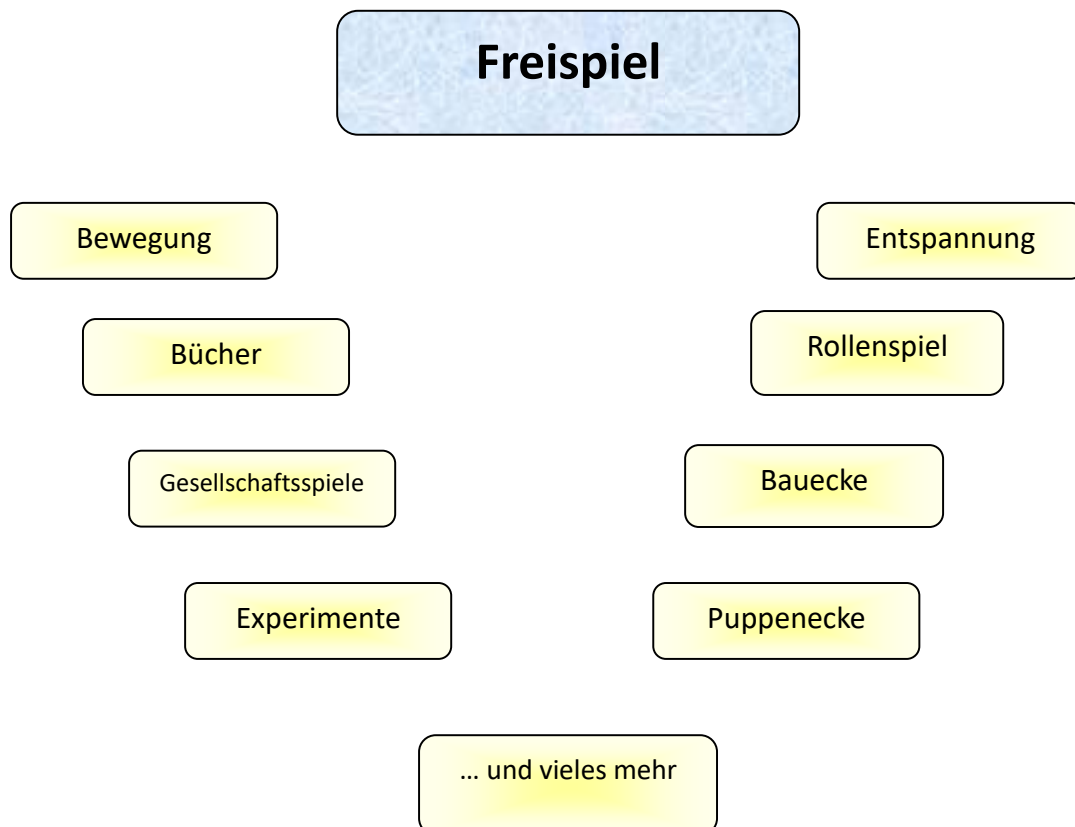 Freispiel
Bewegung
Entspannung
Bücher
Rollenspiel
Gesellschaftsspiele
Bauecke
Experimente
Puppenecke
... und vieles mehr